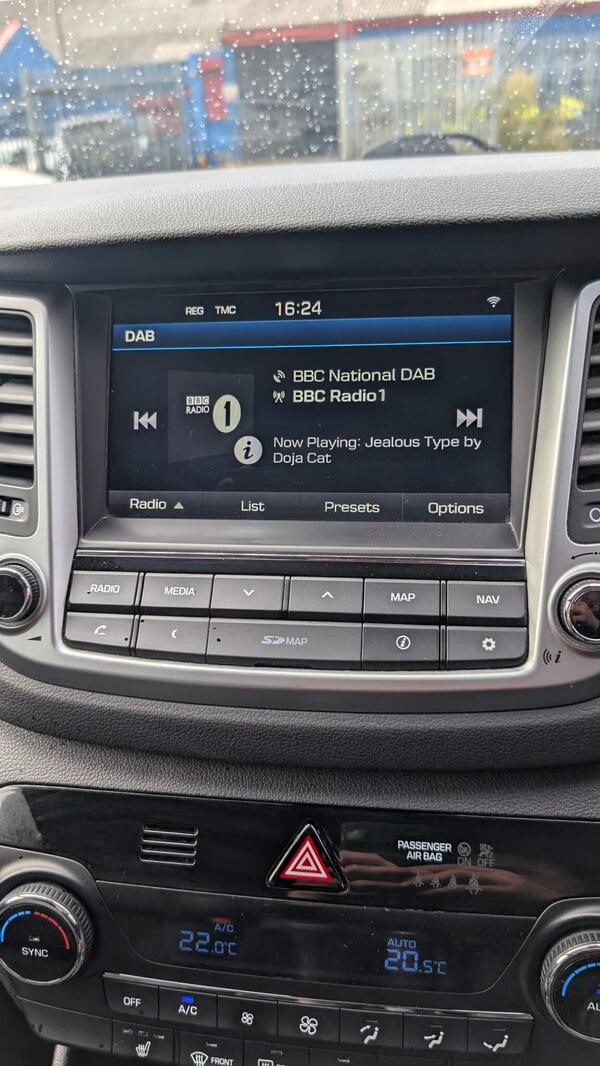 REG TMC 16:24
DAB
BBC National DAB
BBC
RADIO 1
BBC Radio1
Now Playing: Jealous Type by
Doja Cat
Radio List Presets Options
RADIO MEDIA MAP NAV
SD MAP
PASSENGER
AIR BAG ON OFF
A/C
22.0°C
AUTO
20.5°C
SYNC
OFF A/C
FRONT